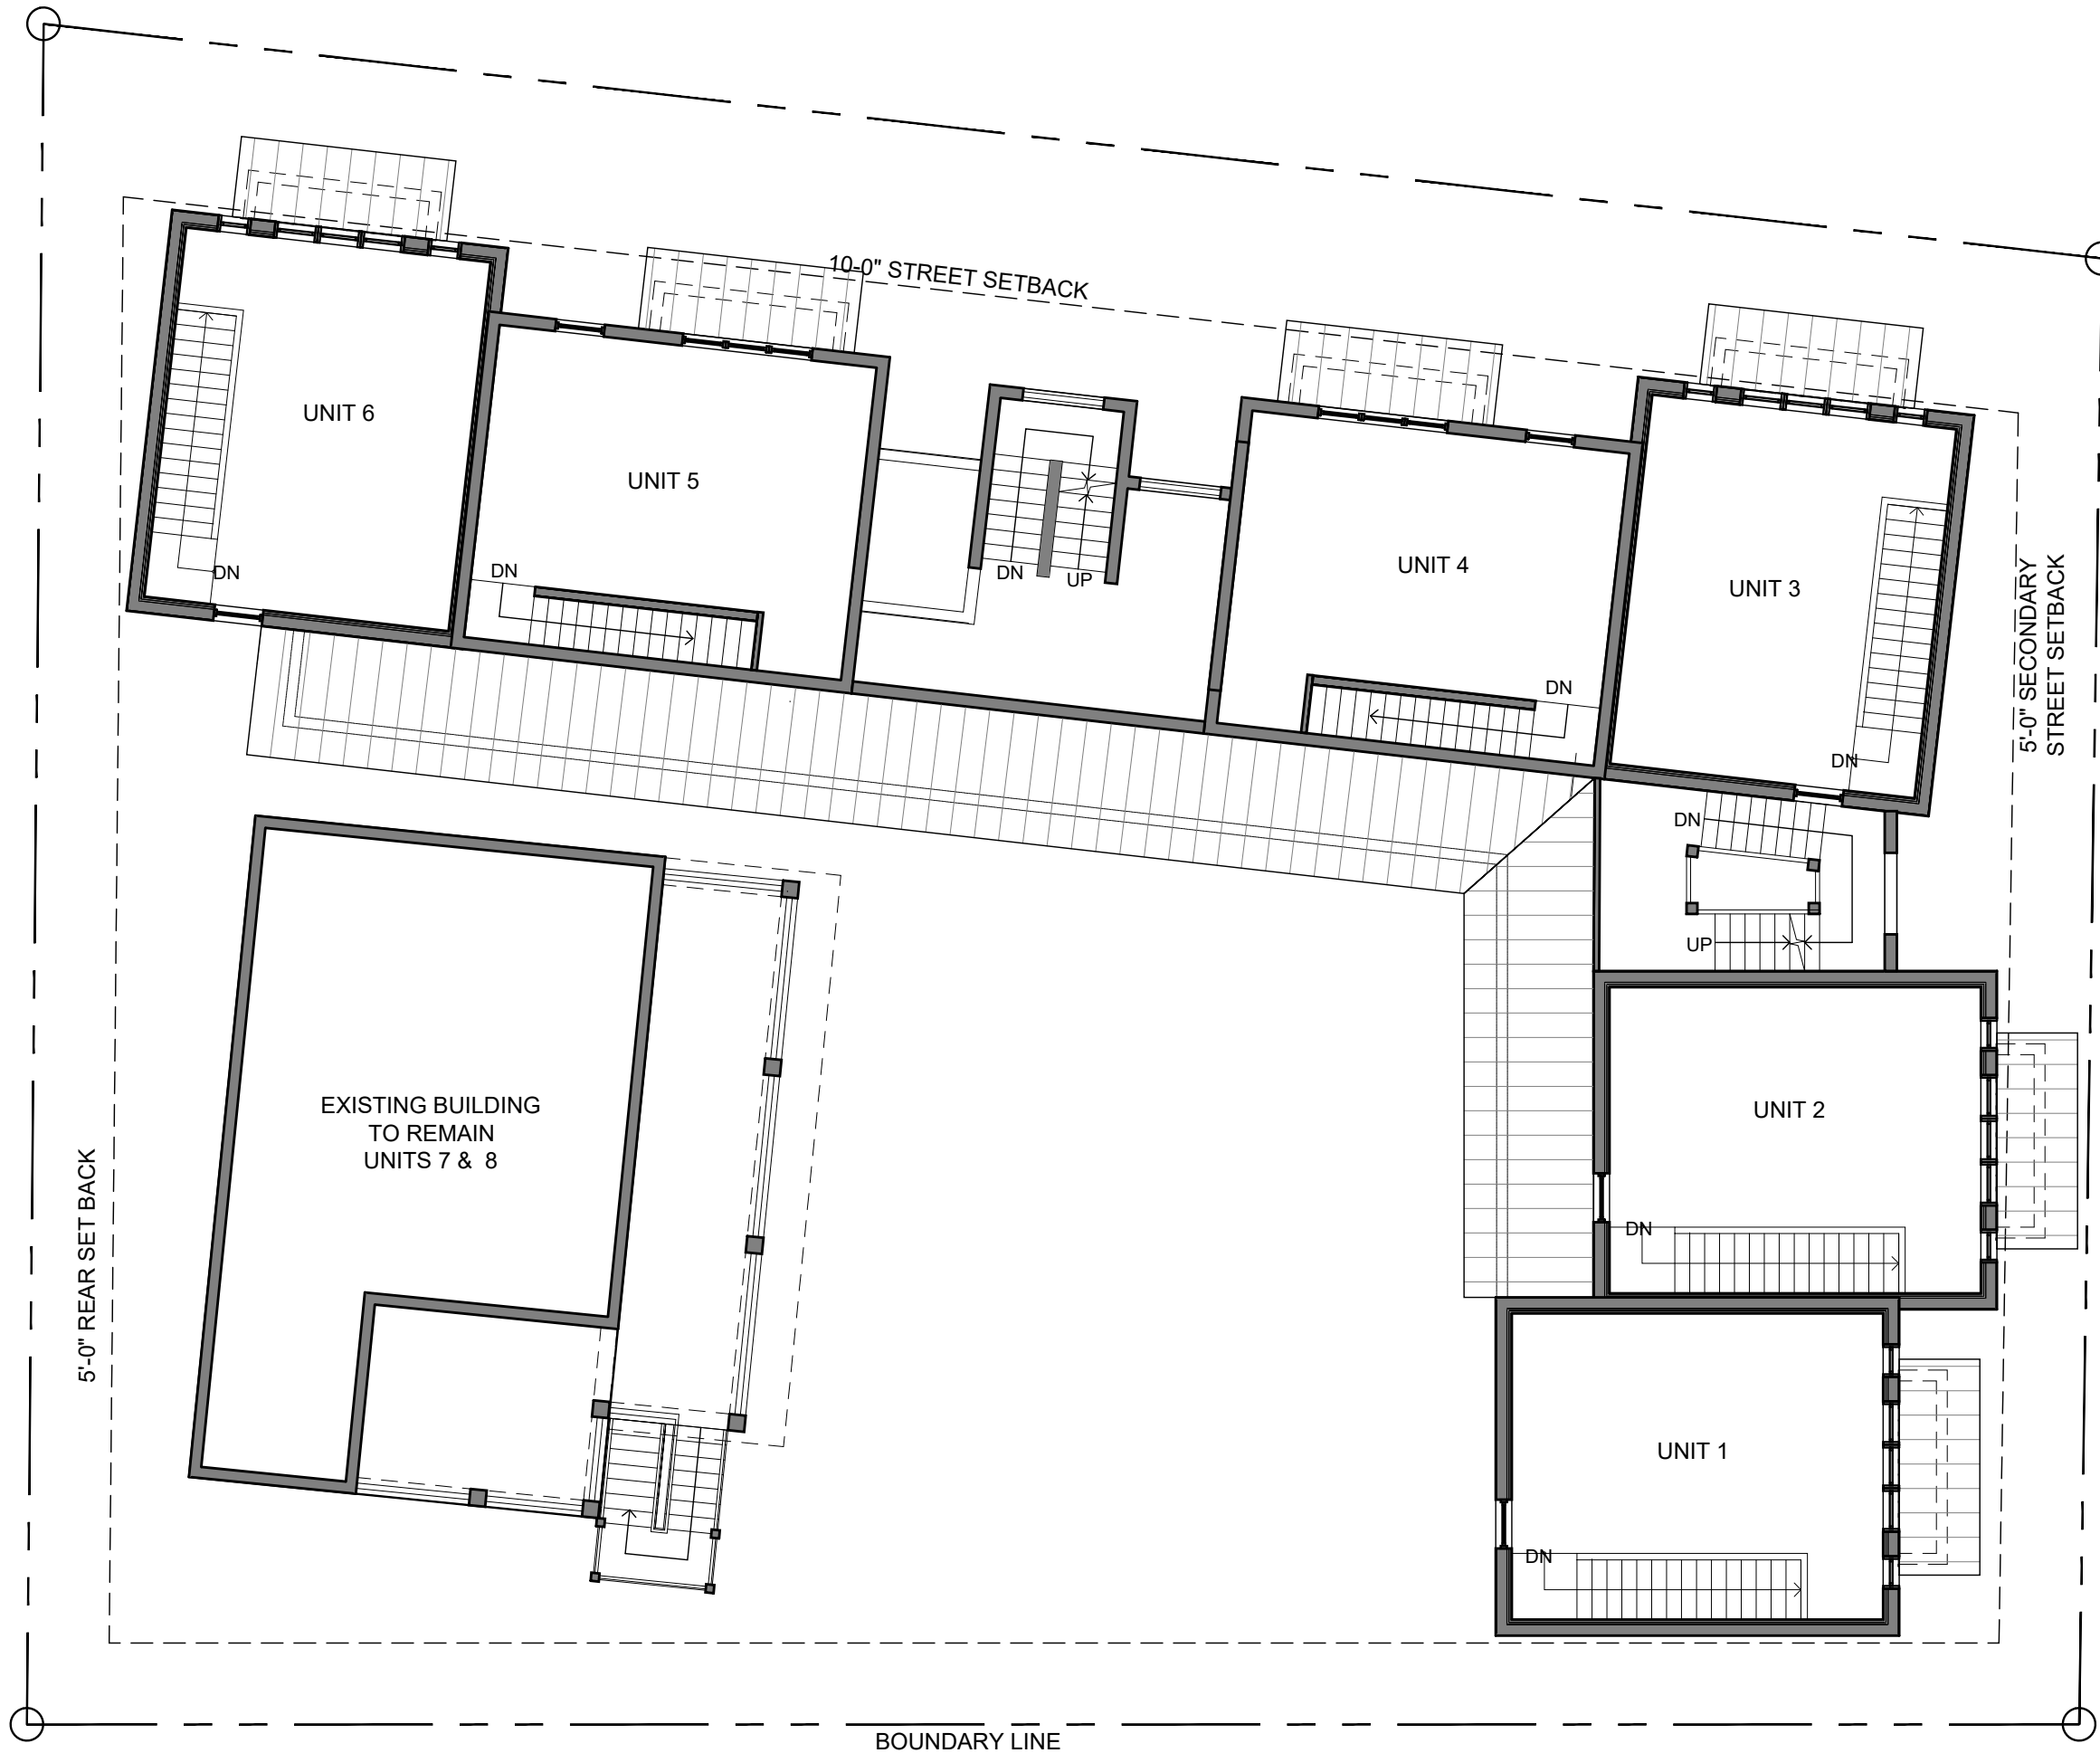 10-0" STREET SETBACK
UNIT 6
UNIT 5
UNIT 4
UNIT 3
DN
DN
DN
UP
DN
DN
5'-0" SECONDARY
STREET SETBACK
DN
UP
EXISTING BUILDING
TO REMAIN
UNITS 7 & 8
UNIT 2
DN
5'-0" REAR SET BACK
UNIT 1
DN
BOUNDARY LINE